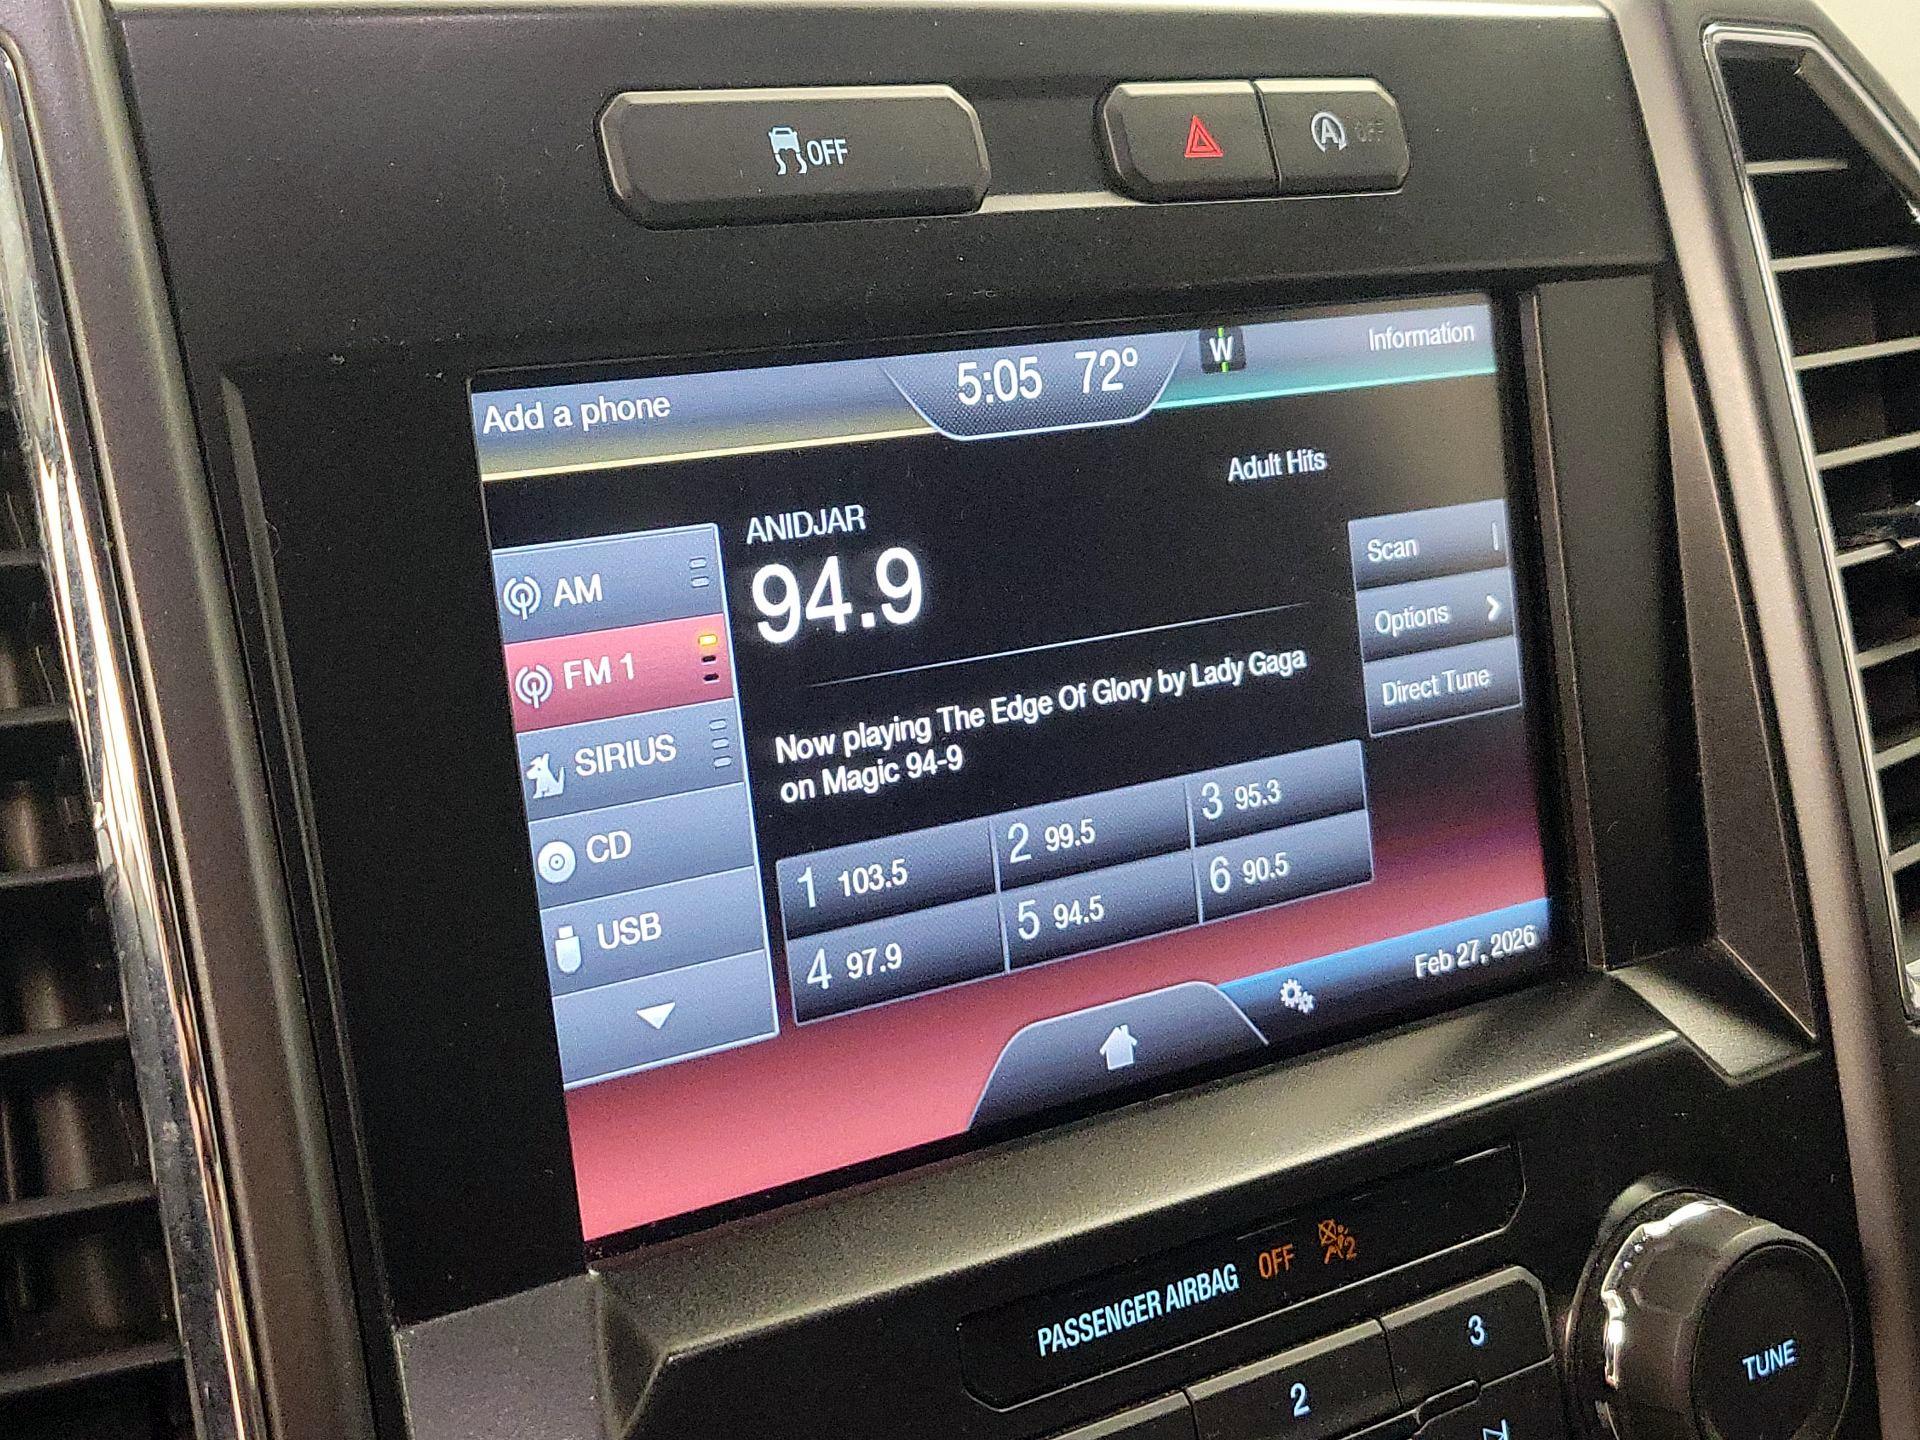 OFF
A OFF
Add a phone
5:05 72°
W
Information
Adult Hits
ANIDJAR
94.9
AM
FM 1
SIRIUS
CD
USB
Scan
Options
Direct Tune
Now playing The Edge Of Glory by Lady Gaga
on Magic 94-9
1 103.5
2 99.5
3 95.3
4 97.9
5 94.5
6 90.5
Feb 27, 2026
PASSENGER AIRBAG OFF 2
2
3
TUNE